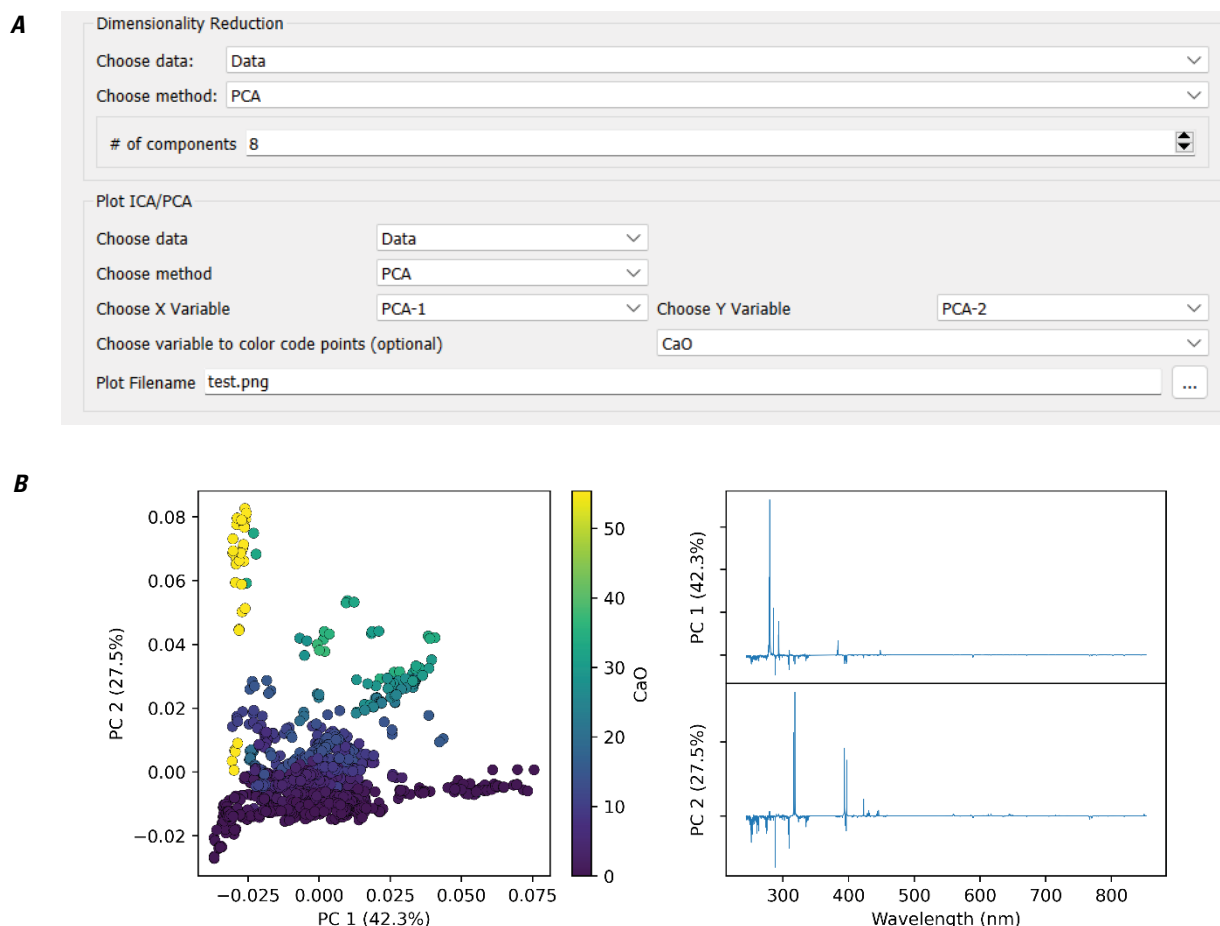 A
Dimensionality Reduction
Choose data: Data
Choose method: PCA
# of components 8
Plot ICA/PCA
Choose data Data
Choose method PCA
Choose X Variable PCA-1 Choose Y Variable PCA-2
Choose variable to color code points (optional) CaO
Plot Filename test.png ...
B
PC 2 (27.5%)
0.08
0.06
0.04
0.02
0.00
−0.02
−0.025 0.000 0.025 0.050 0.075
PC 1 (42.3%)
50
40
30
20
10
0
CaO
PC 1 (42.3%)
PC 2 (27.5%)
300 400 500 600 700 800
Wavelength (nm)